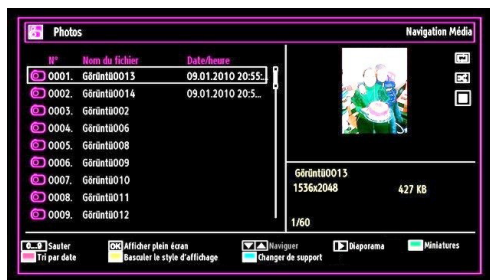 Photos Navigation Média
N° Nom du fichier Date/heure
0001. Görüntü0013 09.01.2010 20:55:..
0002. Görüntü0014 09.01.2010 20:5...
0003. Görüntü002
0004. Görüntü006
0005. Görüntü008
0006. Görüntü009
0007. Görüntü010
0008. Görüntü011
0009. Görüntü012
Görüntü0013
1536x2048 427 KB
1/60
0...9 Sauter OK Afficher plein écran Naviguer Diaporama Miniatures
Tri par date Basculer le style d'affichage Changer de support